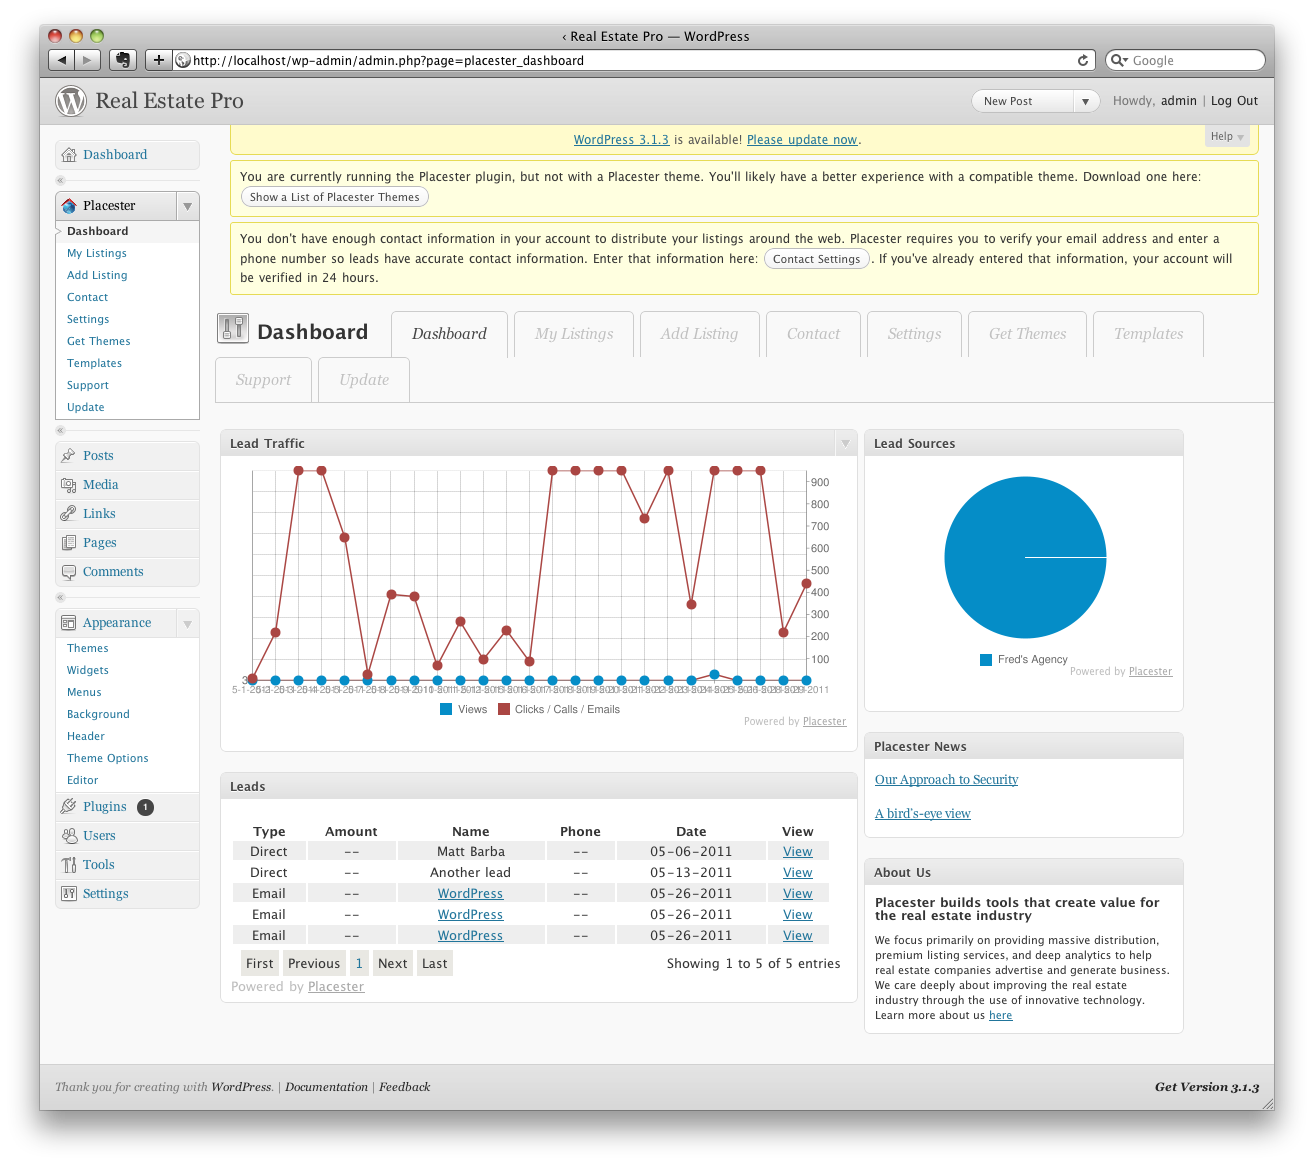 ‹ Real Estate Pro — WordPress
http://localhost/wp-admin/admin.php?page=placester_dashboard
Google
Real Estate Pro
New Post
Howdy, admin | Log Out
WordPress 3.1.3 is available! Please update now.
Help
You are currently running the Placester plugin, but not with a Placester theme. You'll likely have a better experience with a compatible theme. Download one here:
Show a List of Placester Themes
You don't have enough contact information in your account to distribute your listings around the web. Placester requires you to verify your email address and enter a
phone number so leads have accurate contact information. Enter that information here: Contact Settings . If you've already entered that information, your account will
be verified in 24 hours.
Dashboard
Placester
Dashboard
My Listings
Add Listing
Contact
Settings
Get Themes
Templates
Support
Update
Posts
Media
Links
Pages
Comments
Appearance
Themes
Widgets
Menus
Background
Header
Theme Options
Editor
Plugins 1
Users
Tools
Settings
Dashboard
Dashboard
My Listings
Add Listing
Contact
Settings
Get Themes
Templates
Support
Update
Lead Traffic
900
800
700
600
500
400
300
200
100
Views
Clicks / Calls / Emails
Powered by Placester
Lead Sources
Fred's Agency
Powered by Placester
Leads
Type Amount Name Phone Date View
Direct -- Matt Barba -- 05-06-2011 View
Direct -- Another lead -- 05-13-2011 View
Email -- WordPress -- 05-26-2011 View
Email -- WordPress -- 05-26-2011 View
Email -- WordPress -- 05-26-2011 View
First Previous 1 Next Last
Showing 1 to 5 of 5 entries
Powered by Placester
Placester News
Our Approach to Security
A bird's-eye view
About Us
Placester builds tools that create value for
the real estate industry
We focus primarily on providing massive distribution,
premium listing services, and deep analytics to help
real estate companies advertise and generate business.
We care deeply about improving the real estate
industry through the use of innovative technology.
Learn more about us here
Thank you for creating with WordPress. | Documentation | Feedback
Get Version 3.1.3